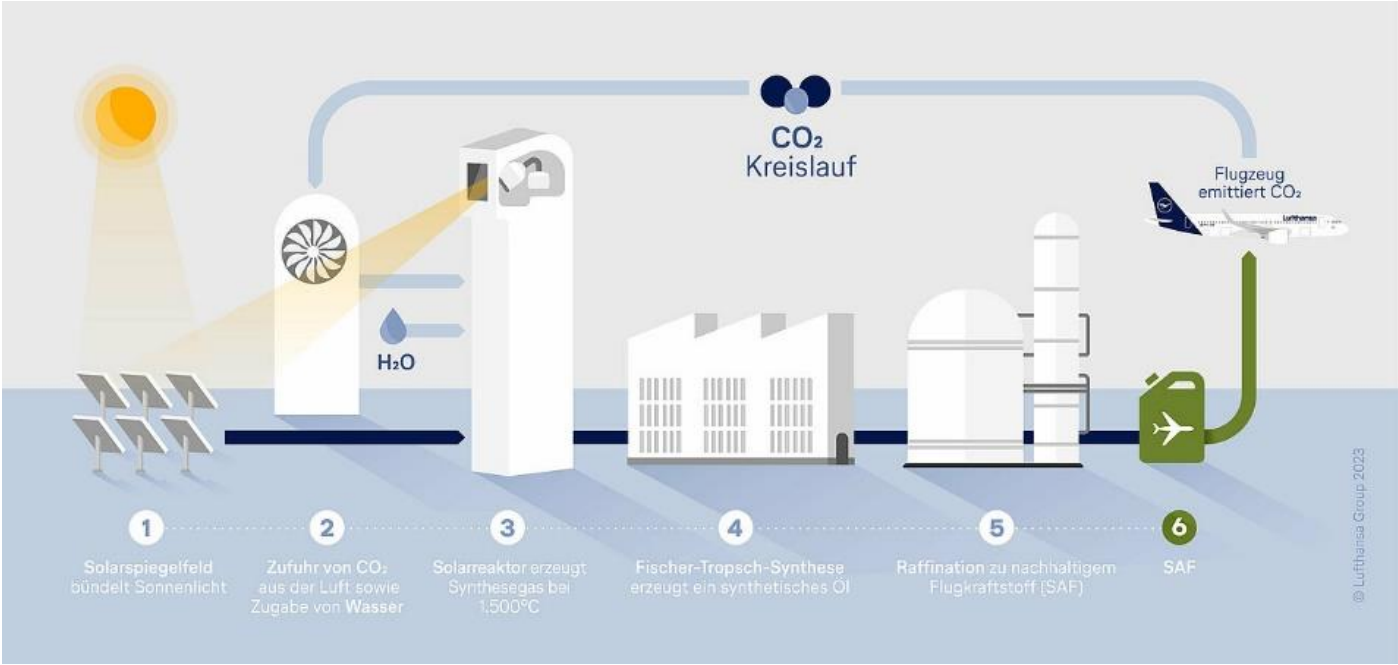 CO₂
Kreislauf
Flugzeug
emittiert CO₂
Lufthansa
H₂O
1
Solarspiegelfeld
bündelt Sonnenlicht
2
Zufuhr von CO₂
aus der Luft sowie
Zugabe von Wasser
3
Solarreaktor erzeugt
Synthesegas bei
1.500°C
4
Fischer-Tropsch-Synthese
erzeugt ein synthetisches Öl
5
Raffination zu nachhaltigem
Flugkraftstoff (SAF)
6
SAF
© Lufthansa Group 2023